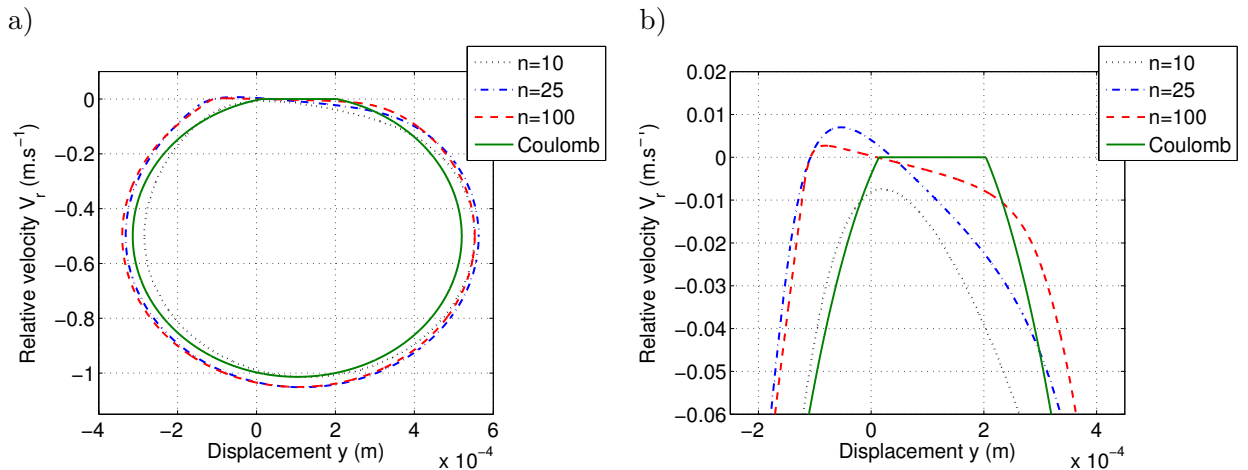 a)
n=10
n=25
n=100
Coulomb
0
−0.2
−0.4
−0.6
−0.8
−1
−4
−2
0
2
4
6
Relative velocity V_r (m.s⁻¹)
Displacement y (m)
x 10⁻⁴
b)
n=10
n=25
n=100
Coulomb
0.02
0.01
0
−0.01
−0.02
−0.03
−0.04
−0.05
−0.06
−2
0
2
4
Relative velocity V_r (m.s⁻¹)
Displacement y (m)
x 10⁻⁴